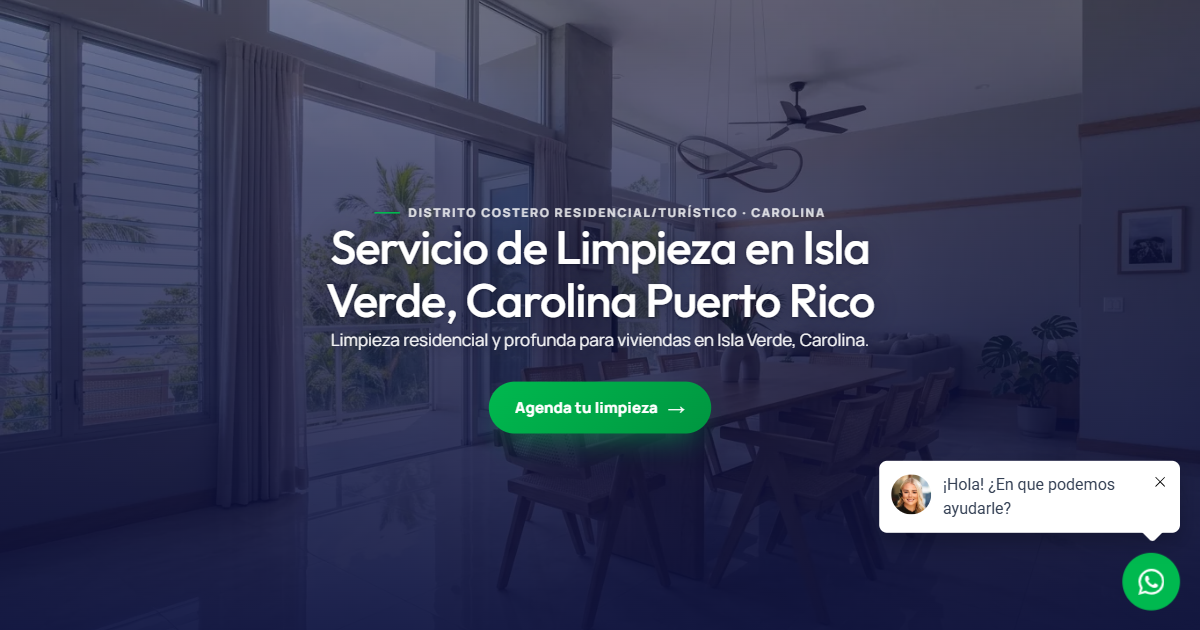 DISTRITO COSTERO RESIDENCIAL/TURÍSTICO · CAROLINA
Servicio de Limpieza en Isla
Verde, Carolina Puerto Rico
Limpieza residencial y profunda para viviendas en Isla Verde, Carolina.
Agenda tu limpieza →
¡Hola! ¿En que podemos
ayudarle?